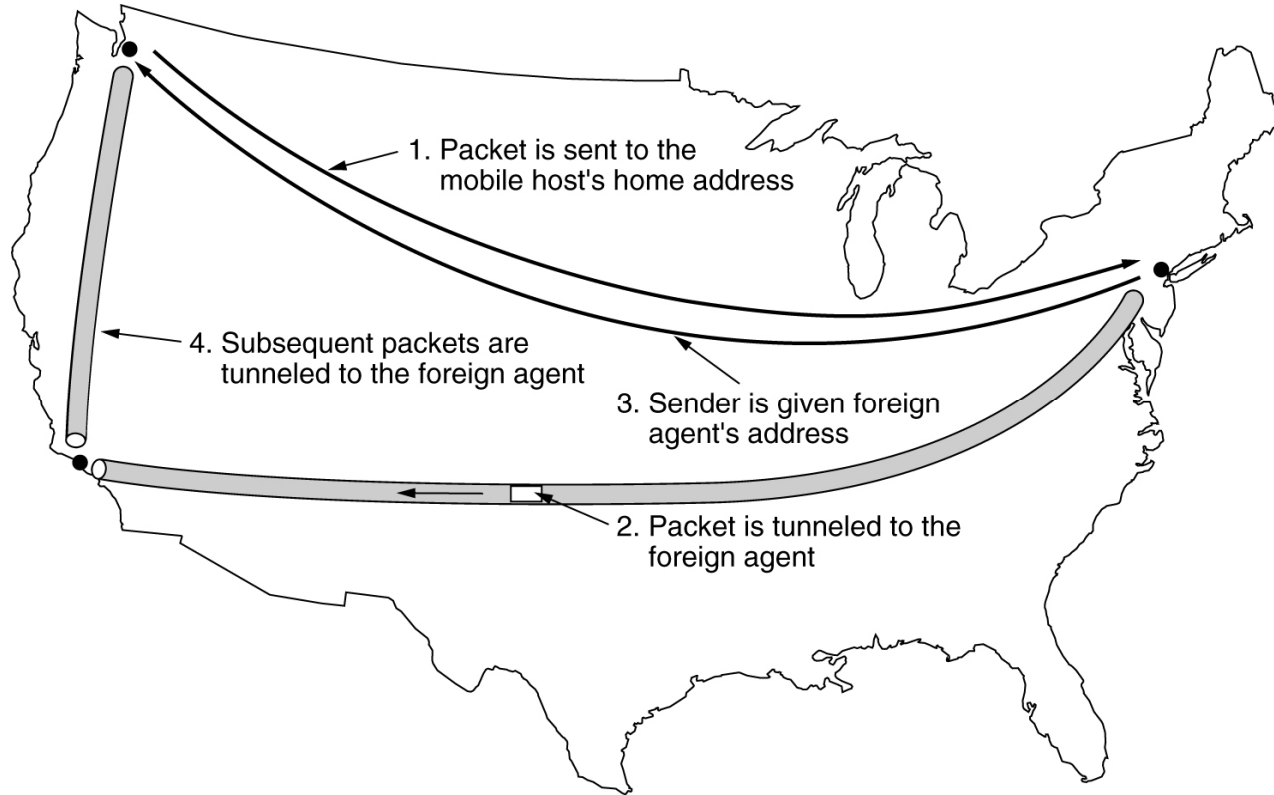 1. Packet is sent to the
mobile host's home address
4. Subsequent packets are
tunneled to the foreign agent
3. Sender is given foreign
agent's address
2. Packet is tunneled to the
foreign agent